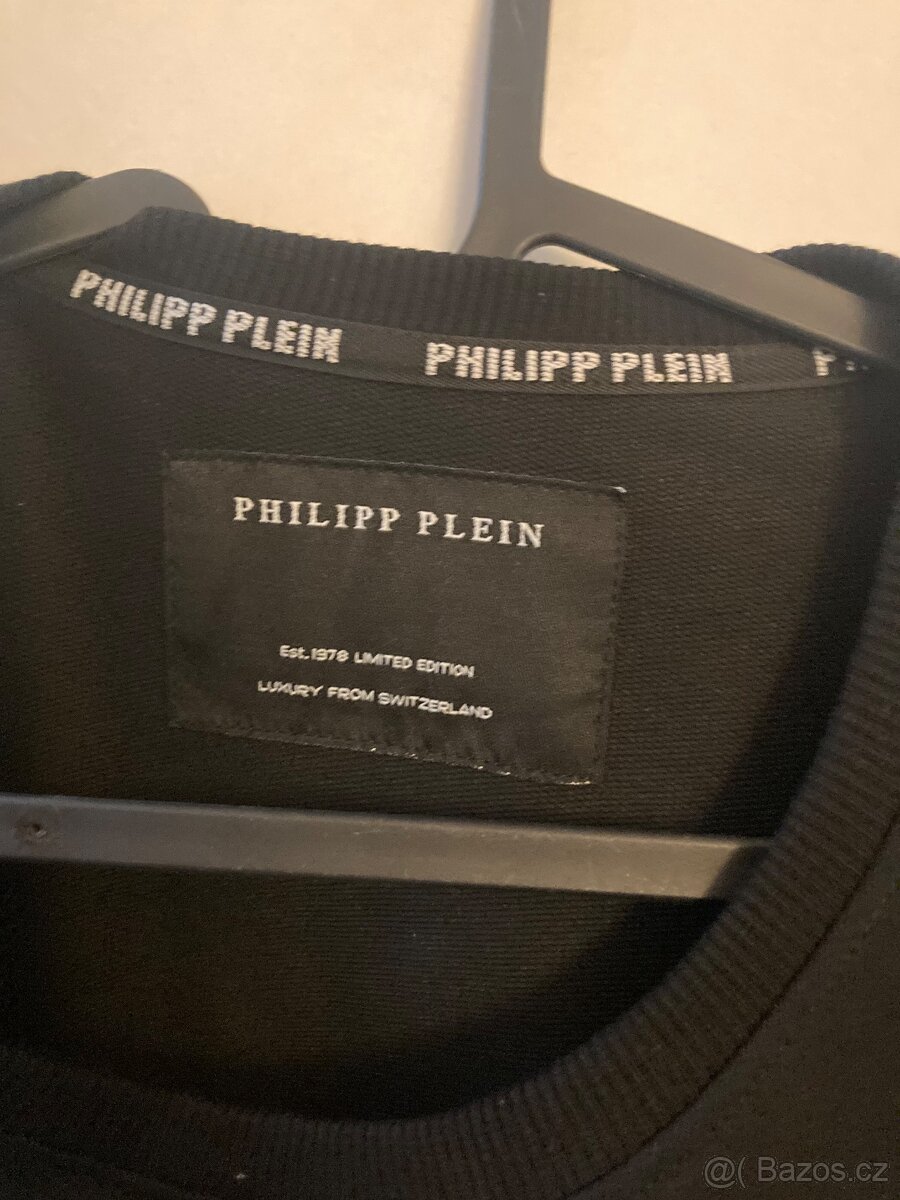 PHILIPP PLEIN PHILIPP PLEIN P
PHILIPP PLEIN
Est.1978 LIMITED EDITION
LUXURY FROM SWITZERLAND
@( Bazos.cz